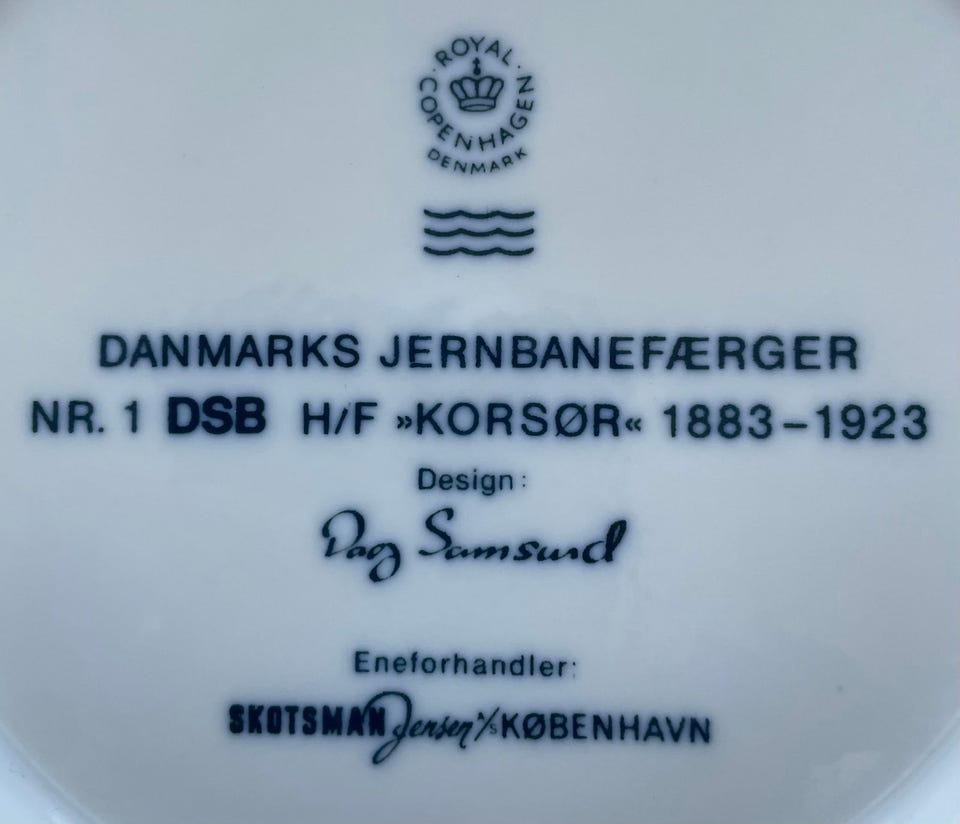 ROYAL COPENHAGEN
DENMARK
DANMARKS JERNBANEFÆRGER
NR. 1 DSB H/F »KORSØR« 1883–1923
Design:
Dag Samsund
Eneforhandler:
SKOTSMAN Jensen A/S KØBENHAVN